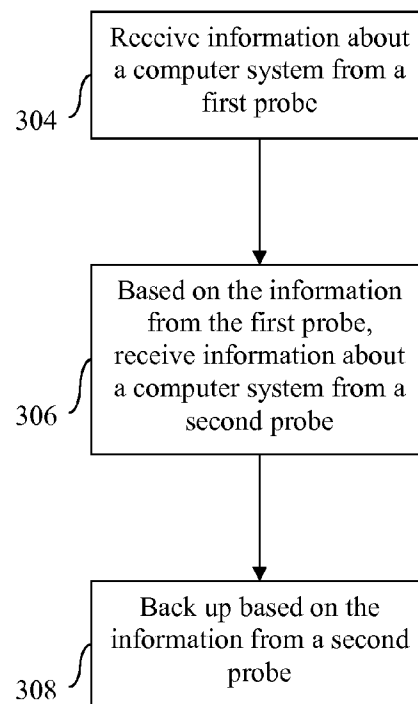 Receive information about
a computer system from a
first probe
304
Based on the information
from the first probe,
receive information about
a computer system from a
second probe
306
Back up based on the
information from a second
probe
308